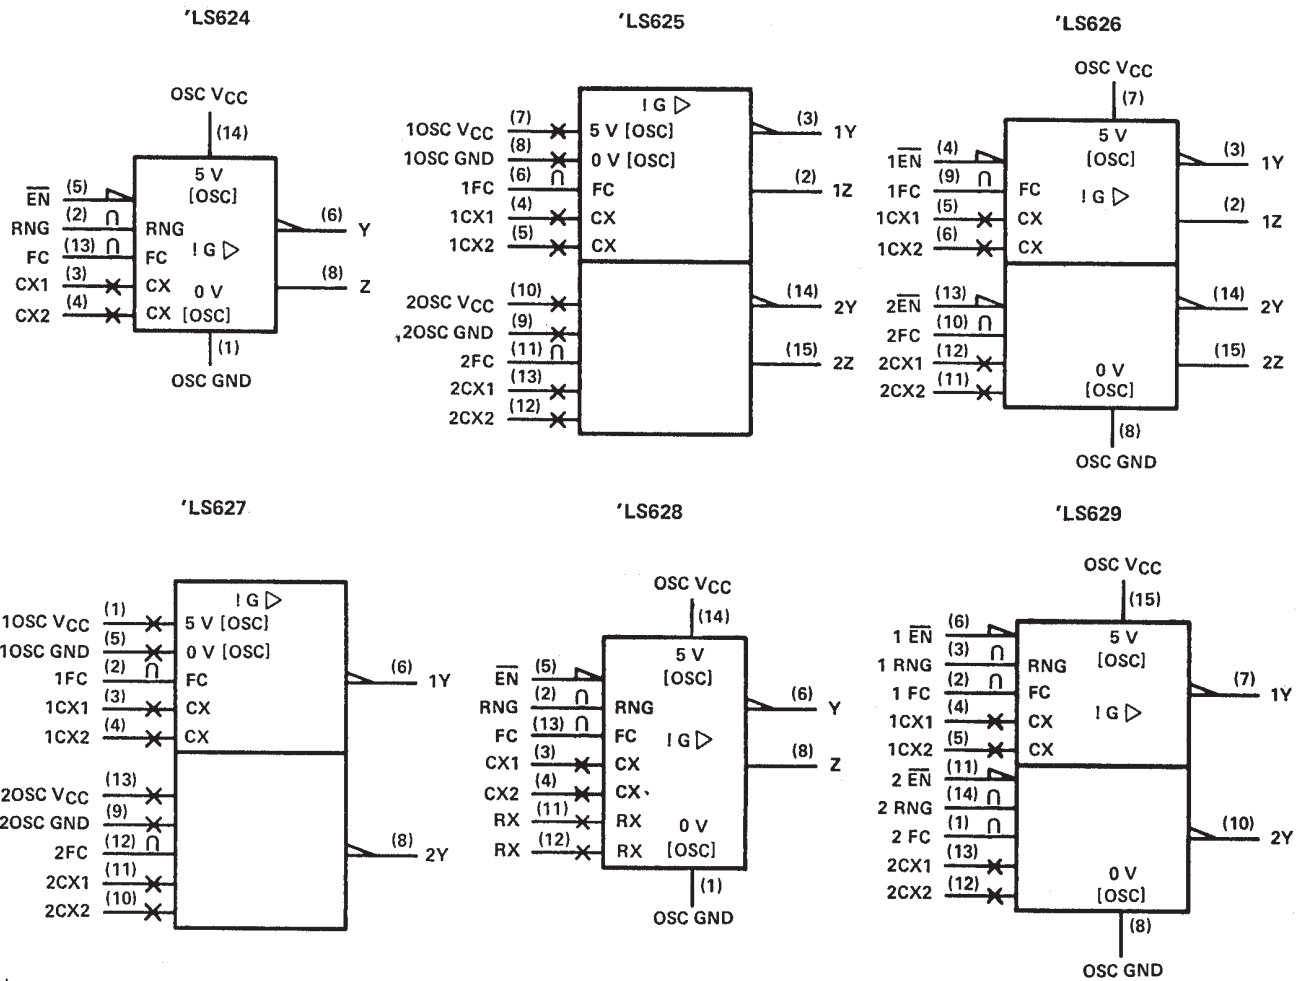 'LS624
OSC VCC
(14)
5 V
[OSC]
EN (5)
RNG (2) ∩ RNG
FC (13) ∩ FC
CX1 (3) CX
CX2 (4) CX
! G ▷
0 V
[OSC]
(6) Y
(8) Z
(1)
OSC GND
'LS625
! G ▷
1OSC VCC (7) 5 V [OSC]
1OSC GND (8) 0 V [OSC]
1FC (6) ∩ FC
1CX1 (4) CX
1CX2 (5) CX
(3) 1Y
(2) 1Z
2OSC VCC (10)
2OSC GND (9)
2FC (11) ∩
2CX1 (13)
2CX2 (12)
(14) 2Y
(15) 2Z
'LS626
OSC VCC
(7)
5 V
[OSC]
1EN (4)
1FC (9) ∩ FC
1CX1 (5) CX
1CX2 (6) CX
! G ▷
(3) 1Y
(2) 1Z
2EN (13)
2FC (10) ∩
2CX1 (12)
2CX2 (11)
0 V
[OSC]
(14) 2Y
(15) 2Z
(8)
OSC GND
'LS627
! G ▷
1OSC VCC (1) 5 V [OSC]
1OSC GND (5) 0 V [OSC]
1FC (2) ∩ FC
1CX1 (3) CX
1CX2 (4) CX
(6) 1Y
2OSC VCC (13)
2OSC GND (9)
2FC (12) ∩
2CX1 (11)
2CX2 (10)
(8) 2Y
'LS628
OSC VCC
(14)
5 V
[OSC]
EN (5)
RNG (2) ∩ RNG
FC (13) ∩ FC
CX1 (3) CX
CX2 (4) CX
RX (11) RX
RX (12) RX
! G ▷
0 V
[OSC]
(6) Y
(8) Z
(1)
OSC GND
'LS629
OSC VCC
(15)
5 V
[OSC]
1 EN (6)
1 RNG (3) ∩ RNG
1 FC (2) ∩ FC
1CX1 (4) CX
1CX2 (5) CX
! G ▷
(7) 1Y
2 EN (11)
2 RNG (14) ∩
2 FC (1) ∩
2CX1 (13)
2CX2 (12)
0 V
[OSC]
(10) 2Y
(8)
OSC GND